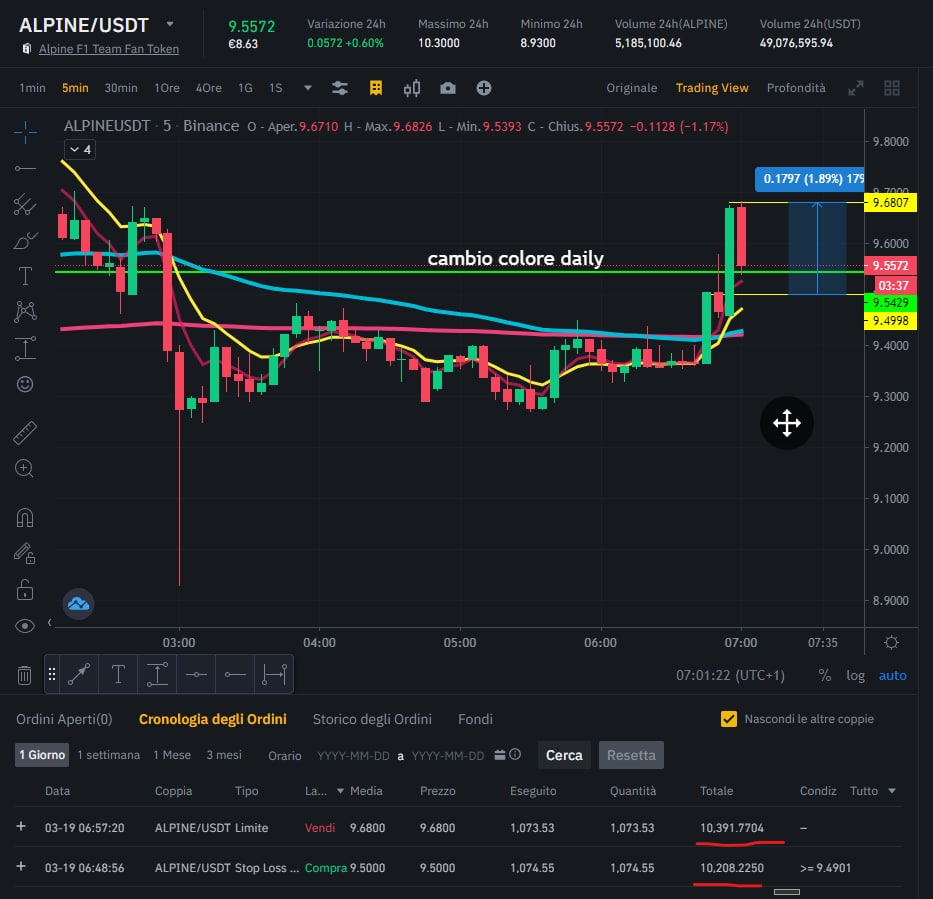 ALPINE/USDT
Alpine F1 Team Fan Token
9.5572
€8.63
Variazione 24h
0.0572 +0.60%
Massimo 24h
10.3000
Minimo 24h
8.9300
Volume 24h(ALPINE)
5,185,100.46
Volume 24h(USDT)
49,076,595.94
1min 5min 30min 1Ore 4Ore 1G 1S Originale Trading View Profondità
ALPINEUSDT · 5 · Binance O - Aper.9.6710 H - Max.9.6826 L - Min.9.5393 C - Chius.9.5572 −0.1128 (−1.17%)
4
9.8000
0.1797 (1.89%) 179
9.7000
9.6807
9.6000
cambio colore daily
9.5572
03:37
9.5429
9.4998
9.4000
9.3000
9.2000
9.1000
9.0000
8.9000
03:00 04:00 05:00 06:00 07:00 07:35
07:01:22 (UTC+1) % log auto
Ordini Aperti(0) Cronologia degli Ordini Storico degli Ordini Fondi Nascondi le altre coppie
1 Giorno 1 settimana 1 Mese 3 mesi Orario YYYY-MM-DD a YYYY-MM-DD Cerca Resetta
Data Coppia Tipo La... Media Prezzo Eseguito Quantità Totale Condiz Tutto
+ 03-19 06:57:20 ALPINE/USDT Limite Vendi 9.6800 9.6800 1,073.53 1,073.53 10,391.7704 –
+ 03-19 06:48:56 ALPINE/USDT Stop Loss ... Compra 9.5000 9.5000 1,074.55 1,074.55 10,208.2250 >= 9.4901